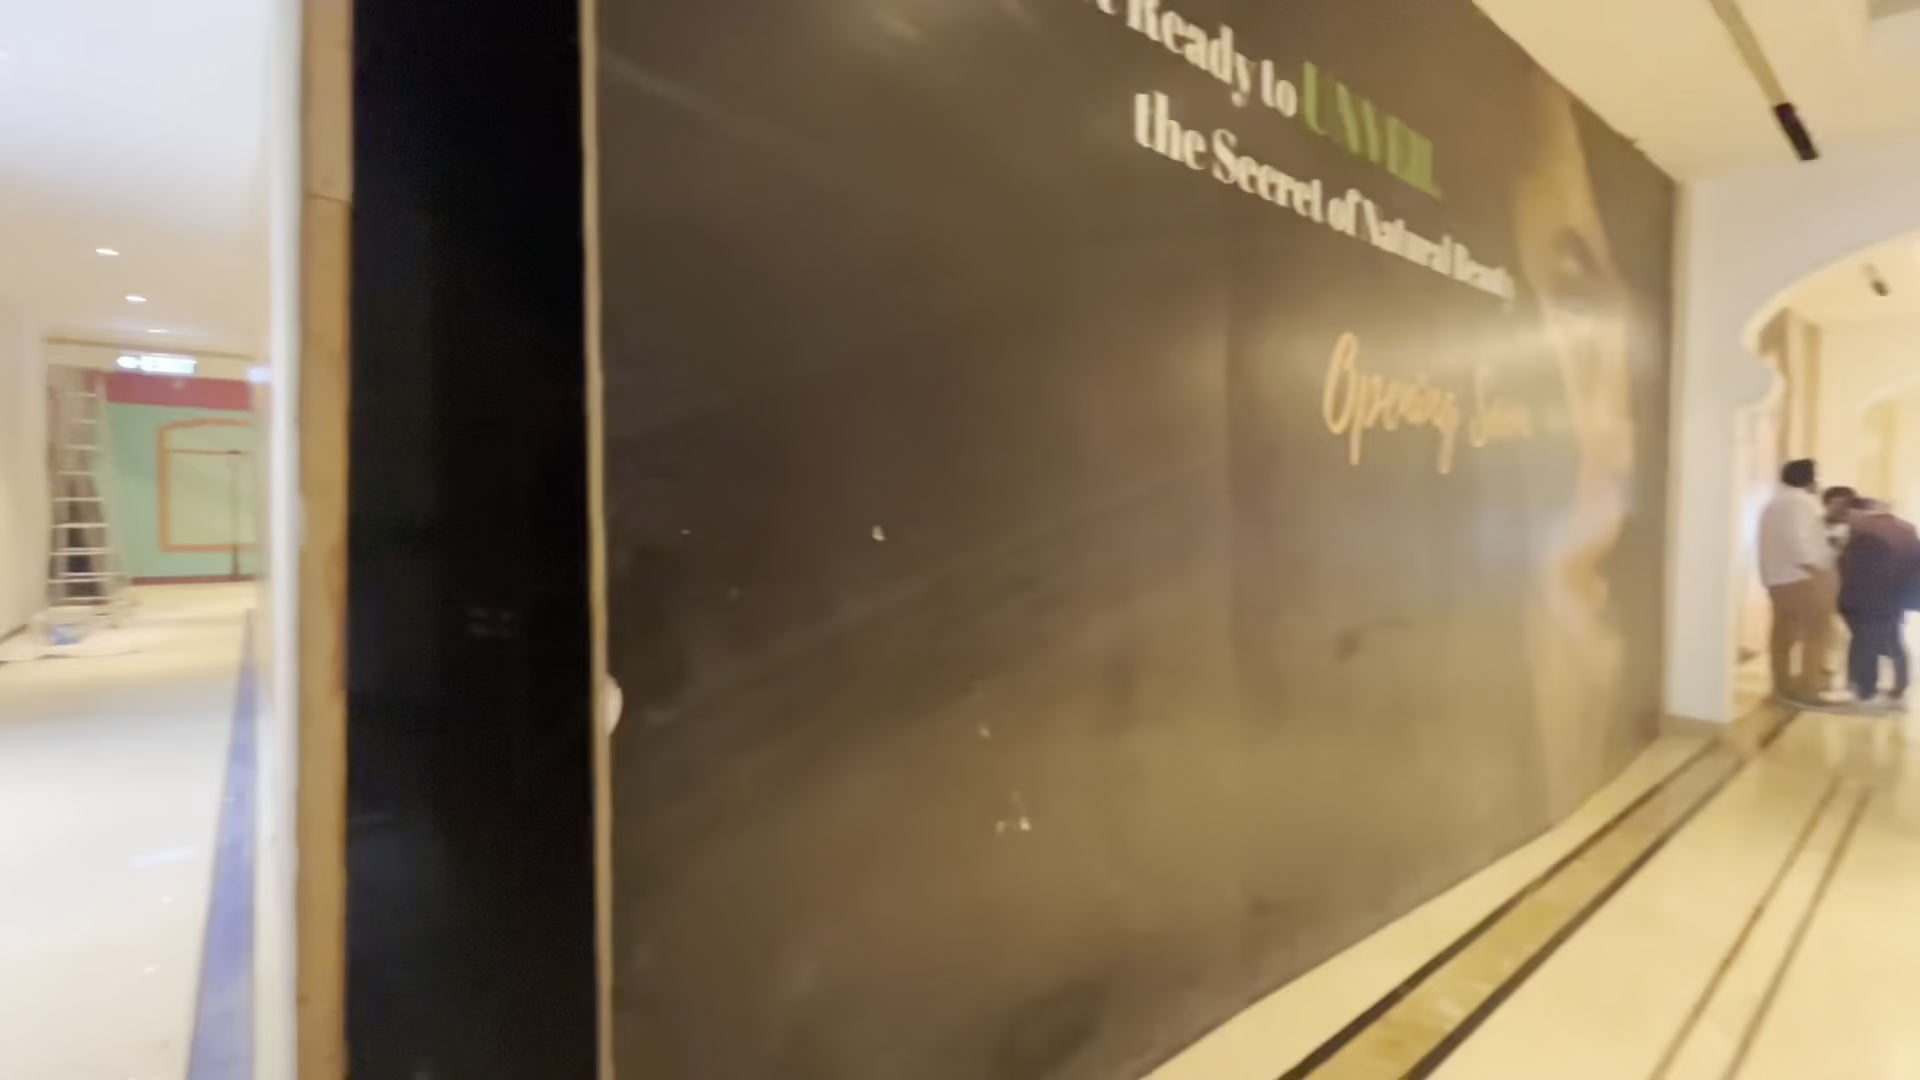 Ready to UNVEIL
the Secret of Natural Beauty
Opening Soon